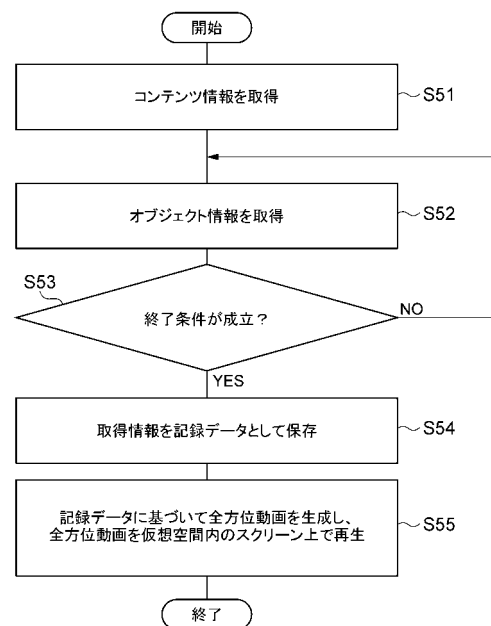 開始
コンテンツ情報を取得
S51
オブジェクト情報を取得
S52
S53
終了条件が成立?
NO
YES
取得情報を記録データとして保存
S54
記録データに基づいて全方位動画を生成し、
全方位動画を仮想空間内のスクリーン上で再生
S55
終了